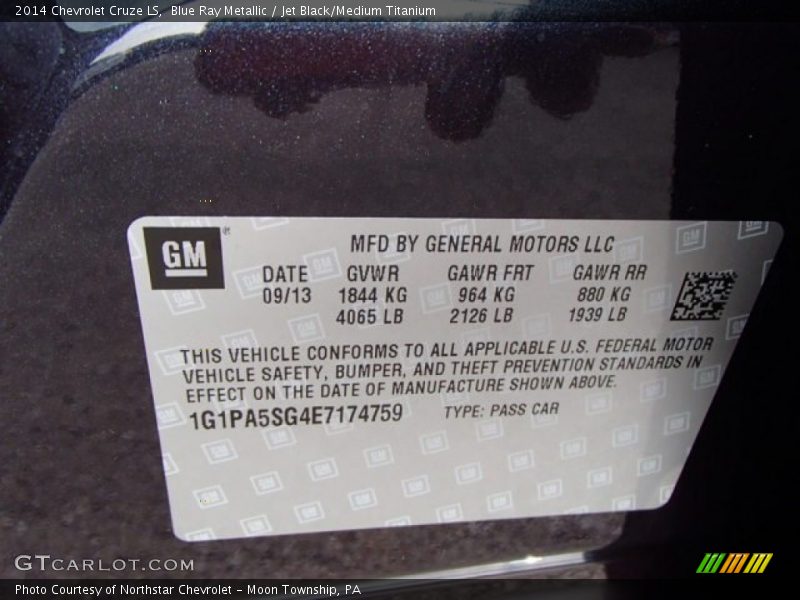 2014 Chevrolet Cruze LS, Blue Ray Metallic / Jet Black/Medium Titanium
GM®
MFD BY GENERAL MOTORS LLC
DATE GVWR GAWR FRT GAWR RR
09/13 1844 KG 964 KG 880 KG
4065 LB 2126 LB 1939 LB
THIS VEHICLE CONFORMS TO ALL APPLICABLE U.S. FEDERAL MOTOR
VEHICLE SAFETY, BUMPER, AND THEFT PREVENTION STANDARDS IN
EFFECT ON THE DATE OF MANUFACTURE SHOWN ABOVE.
1G1PA5SG4E7174759 TYPE: PASS CAR
GTCARLOT.COM
Photo Courtesy of Northstar Chevrolet - Moon Township, PA